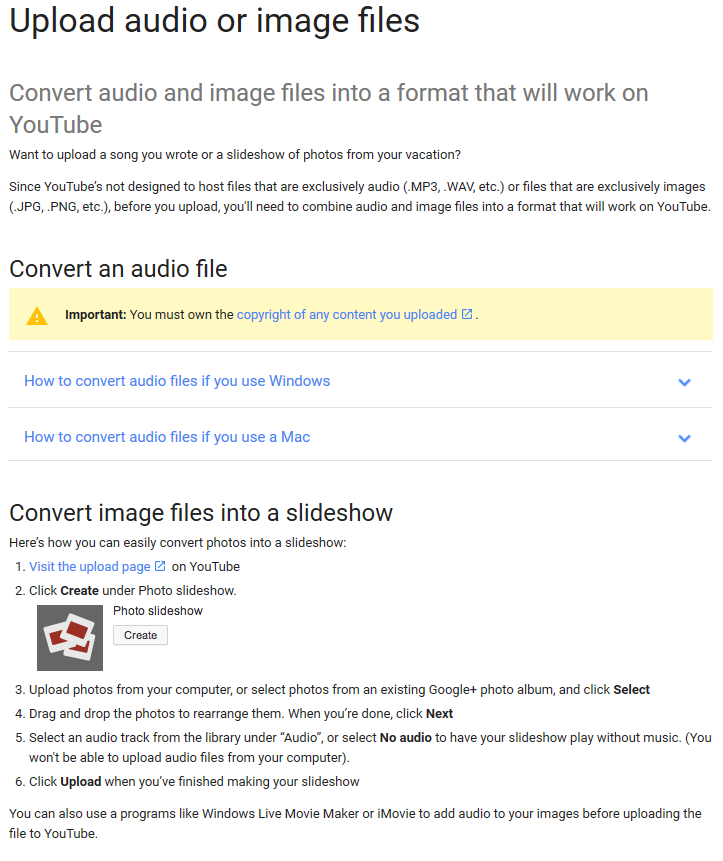 Upload audio or image files
Convert audio and image files into a format that will work on
YouTube
Want to upload a song you wrote or a slideshow of photos from your vacation?
Since YouTube's not designed to host files that are exclusively audio (.MP3, .WAV, etc.) or files that are exclusively images
(.JPG, .PNG, etc.), before you upload, you'll need to combine audio and image files into a format that will work on YouTube.
Convert an audio file
Important: You must own the copyright of any content you uploaded .
How to convert audio files if you use Windows
How to convert audio files if you use a Mac
Convert image files into a slideshow
Here's how you can easily convert photos into a slideshow:
1. Visit the upload page on YouTube
2. Click Create under Photo slideshow.
Photo slideshow
Create
3. Upload photos from your computer, or select photos from an existing Google+ photo album, and click Select
4. Drag and drop the photos to rearrange them. When you're done, click Next
5. Select an audio track from the library under “Audio”, or select No audio to have your slideshow play without music. (You
won't be able to upload audio files from your computer).
6. Click Upload when you've finished making your slideshow
You can also use a programs like Windows Live Movie Maker or iMovie to add audio to your images before uploading the
file to YouTube.